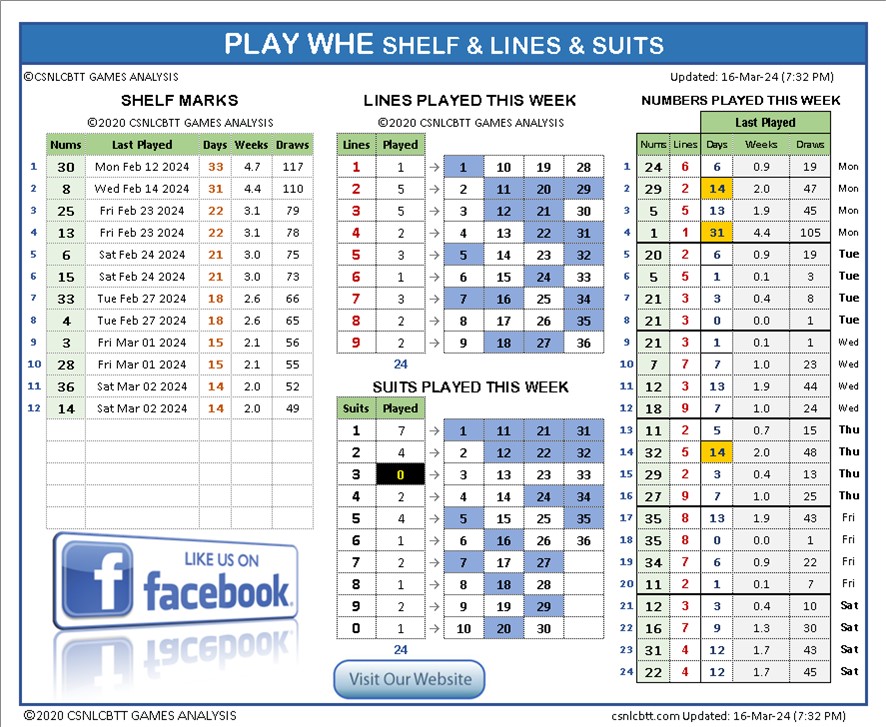 PLAY WHE SHELF & LINES & SUITS
©CSNLCBTT GAMES ANALYSIS
Updated: 16-Mar-24 (7:32 PM)
SHELF MARKS
©2020 CSNLCBTT GAMES ANALYSIS
Nums Last Played Days Weeks Draws
1 30 Mon Feb 12 2024 33 4.7 117
2 8 Wed Feb 14 2024 31 4.4 110
3 25 Fri Feb 23 2024 22 3.1 79
4 13 Fri Feb 23 2024 22 3.1 78
5 6 Sat Feb 24 2024 21 3.0 75
6 15 Sat Feb 24 2024 21 3.0 73
7 33 Tue Feb 27 2024 18 2.6 66
8 4 Tue Feb 27 2024 18 2.6 65
9 3 Fri Mar 01 2024 15 2.1 56
10 28 Fri Mar 01 2024 15 2.1 55
11 36 Sat Mar 02 2024 14 2.0 52
12 14 Sat Mar 02 2024 14 2.0 49
LIKE US ON
facebook.
LINES PLAYED THIS WEEK
©2020 CSNLCBTT GAMES ANALYSIS
Lines Played
1 1 → 1 10 19 28
2 5 → 2 11 20 29
3 5 → 3 12 21 30
4 2 → 4 13 22 31
5 3 → 5 14 23 32
6 1 → 6 15 24 33
7 3 → 7 16 25 34
8 2 → 8 17 26 35
9 2 → 9 18 27 36
24
SUITS PLAYED THIS WEEK
Suits Played
1 7 → 1 11 21 31
2 4 → 2 12 22 32
3 0 → 3 13 23 33
4 2 → 4 14 24 34
5 4 → 5 15 25 35
6 1 → 6 16 26 36
7 2 → 7 17 27
8 1 → 8 18 28
9 2 → 9 19 29
0 1 → 10 20 30
24
Visit Our Website
NUMBERS PLAYED THIS WEEK
Last Played
Nums Lines Days Weeks Draws
1 24 6 6 0.9 19 Mon
2 29 2 14 2.0 47 Mon
3 5 5 13 1.9 45 Mon
4 1 1 31 4.4 105 Mon
5 20 2 6 0.9 19 Tue
6 5 5 1 0.1 3 Tue
7 21 3 3 0.4 8 Tue
8 21 3 0 0.0 1 Tue
9 21 3 1 0.1 1 Wed
10 7 7 7 1.0 23 Wed
11 12 3 13 1.9 44 Wed
12 18 9 7 1.0 24 Wed
13 11 2 5 0.7 15 Thu
14 32 5 14 2.0 48 Thu
15 29 2 3 0.4 13 Thu
16 27 9 7 1.0 25 Thu
17 35 8 13 1.9 43 Fri
18 35 8 0 0.0 1 Fri
19 34 7 6 0.9 22 Fri
20 11 2 1 0.1 7 Fri
21 12 3 3 0.4 10 Sat
22 16 7 9 1.3 30 Sat
23 31 4 12 1.7 43 Sat
24 22 4 12 1.7 45 Sat
©2020 CSNLCBTT GAMES ANALYSIS
csnlcbtt.com Updated: 16-Mar-24 (7:32 PM)